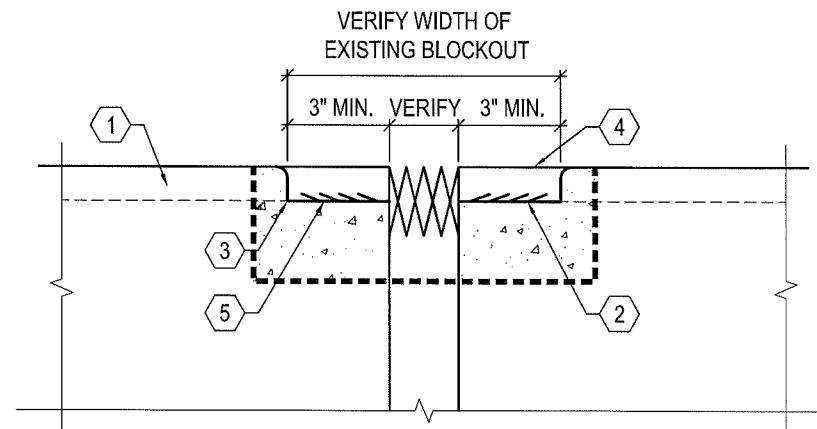 VERIFY WIDTH OF
EXISTING BLOCKOUT
3" MIN. VERIFY 3" MIN.
1
4
3
5
2